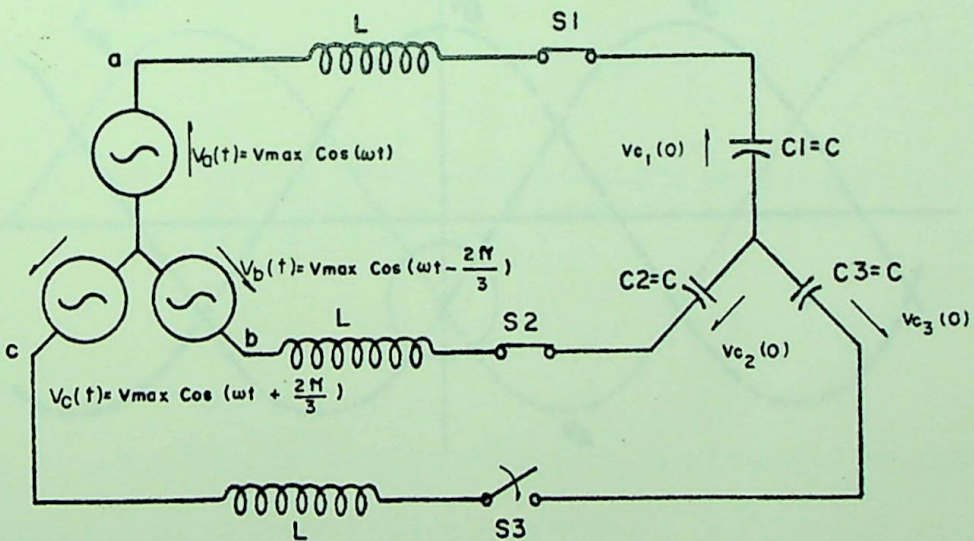 L
S1
a
Va(t)= Vmax Cos(ωt)
Vc₁(0)
C1=C
Vb(t)= Vmax Cos(ωt - 2π/3)
C2=C
C3=C
L
S2
c
b
Vc₂(0)
Vc₃(0)
Vc(t)= Vmax Cos (ωt + 2π/3)
L
S3